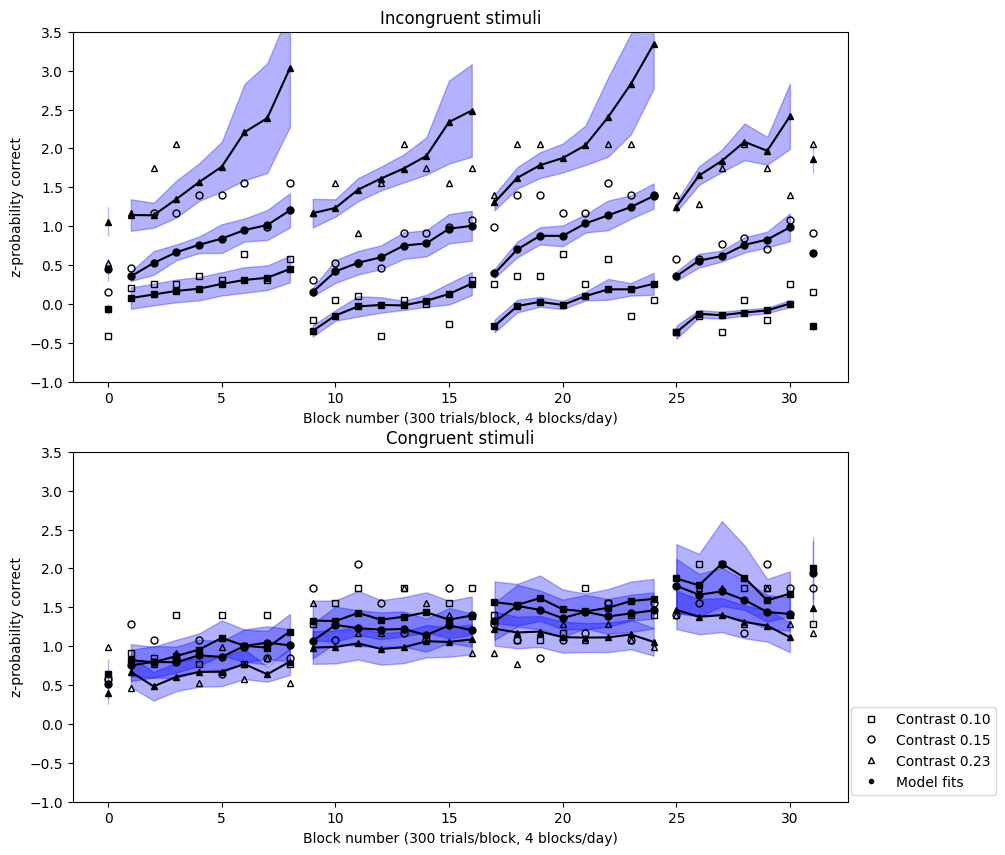 Incongruent stimuli
3.5
3.0
2.5
2.0
1.5
1.0
0.5
0.0
−0.5
−1.0
z-probability correct
0 5 10 15 20 25 30
Block number (300 trials/block, 4 blocks/day)
Congruent stimuli
3.5
3.0
2.5
2.0
1.5
1.0
0.5
0.0
−0.5
−1.0
z-probability correct
0 5 10 15 20 25 30
Block number (300 trials/block, 4 blocks/day)
Contrast 0.10
Contrast 0.15
Contrast 0.23
Model fits